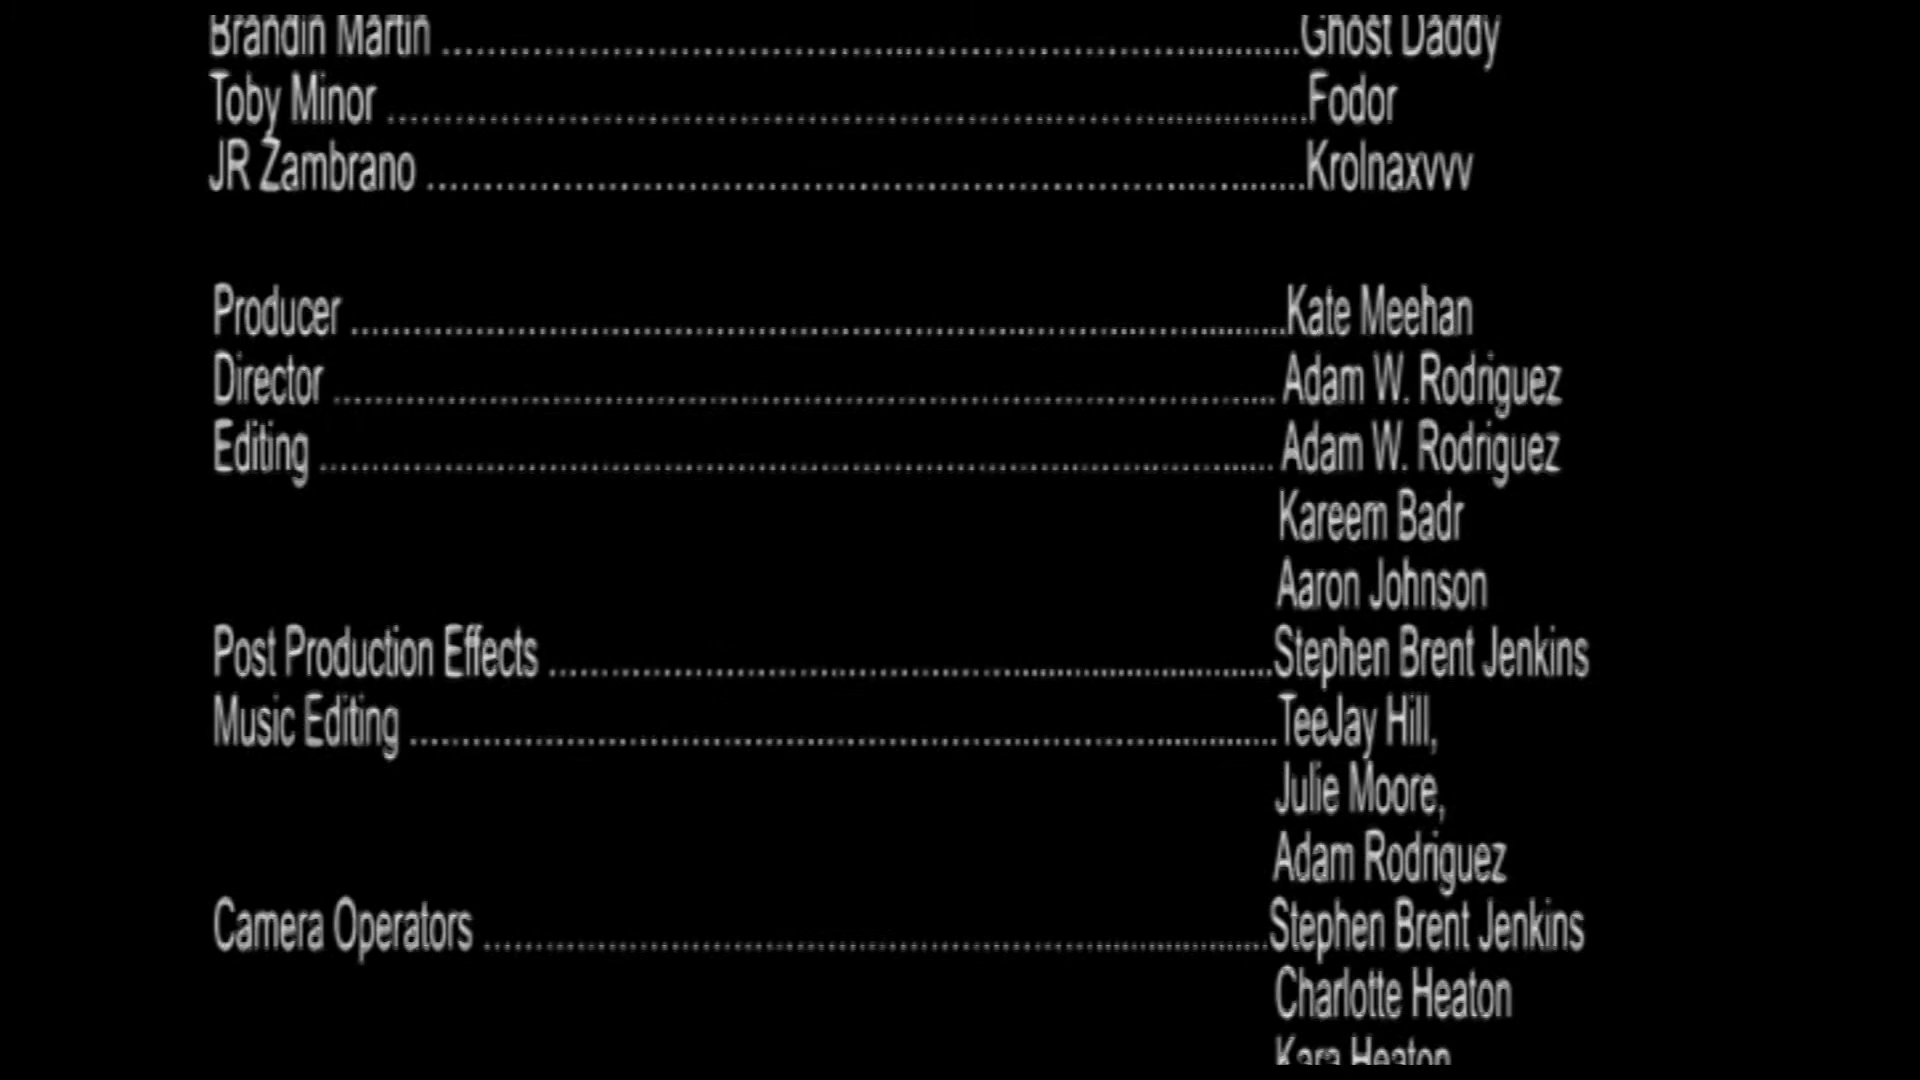 Brandin Martin ........................................................................Ghost Daddy
Toby Minor ........................................................................Fodor
JR Zambrano ........................................................................Krolnaxvvv
Producer ........................................................................Kate Meehan
Director ........................................................................ Adam W. Rodriguez
Editing ........................................................................ Adam W. Rodriguez
Kareem Badr
Aaron Johnson
Post Production Effects ............................................................Stephen Brent Jenkins
Music Editing ........................................................................TeeJay Hill,
Julie Moore,
Adam Rodriguez
Camera Operators ................................................................Stephen Brent Jenkins
Charlotte Heaton
Kara Heaton